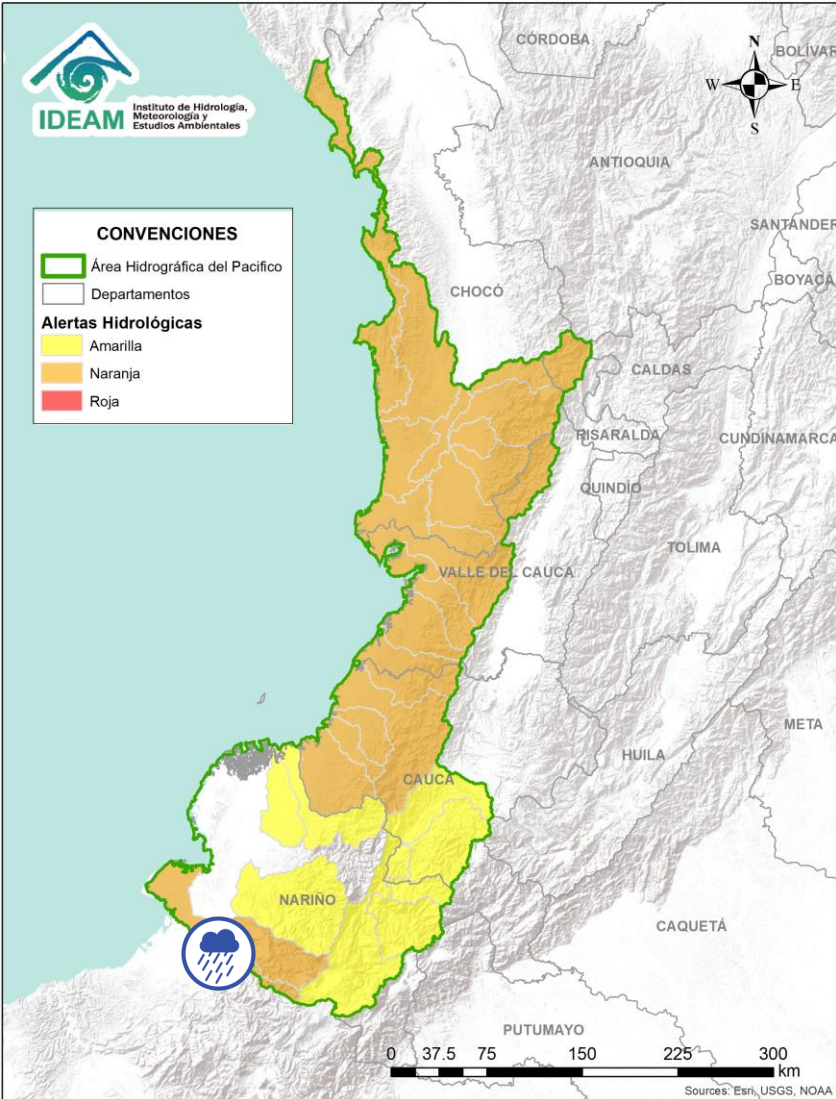 IDEAM
Instituto de Hidrología,
Meteorología y
Estudios Ambientales
CONVENCIONES
Área Hidrográfica del Pacifico
Departamentos
Alertas Hidrológicas
Amarilla
Naranja
Roja
N
W E
S
CÓRDOBA
BOLÍVAR
ANTIOQUIA
SANTANDER
BOYACÁ
CHOCÓ
CALDAS
RISARALDA
CUNDINAMARCA
QUINDÍO
TOLIMA
VALLE DEL CAUCA
META
HUILA
CAUCA
NARIÑO
CAQUETÁ
PUTUMAYO
0 37.5 75 150 225 300
km
Sources: Esri, USGS, NOAA